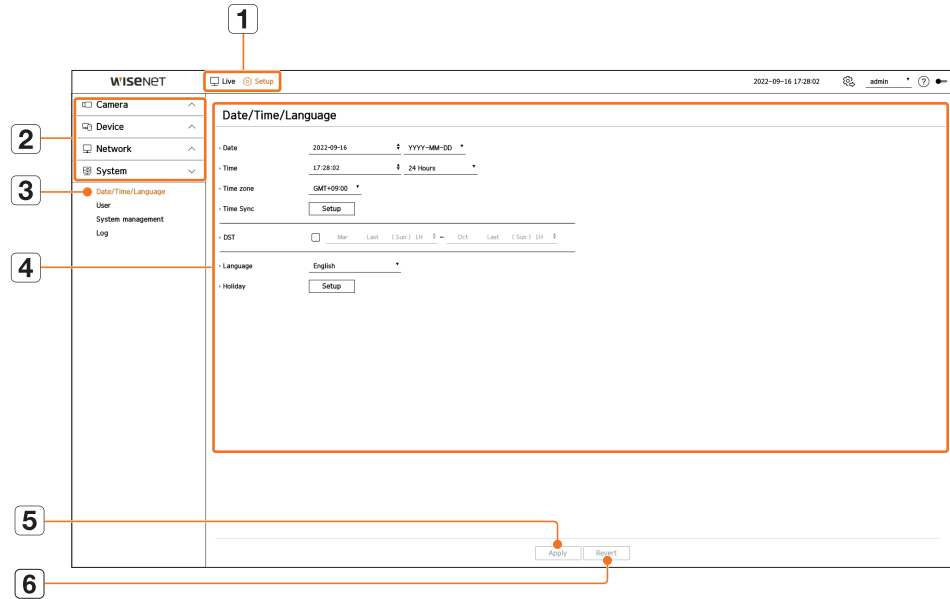 1
WISENET Live Setup 2022-09-16 17:28:02 admin ?
Camera
Device
Network
System
Date/Time/Language
User
System management
Log
2
3
4
5
6
Date/Time/Language
Date 2022-09-16 YYYY-MM-DD
Time 17:28:02 24 Hours
Time zone GMT+09:00
Time Sync Setup
DST Mar Last (Sun) 1H ~ Oct Last (Sun) 1H
Language English
Holiday Setup
Apply Revert